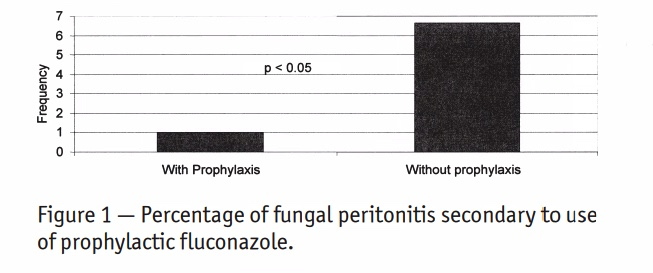 7
6
5
4
3
2
1
0
Frequency
p < 0.05
With Prophylaxis
Without prophylaxis
Figure 1 — Percentage of fungal peritonitis secondary to use
of prophylactic fluconazole.